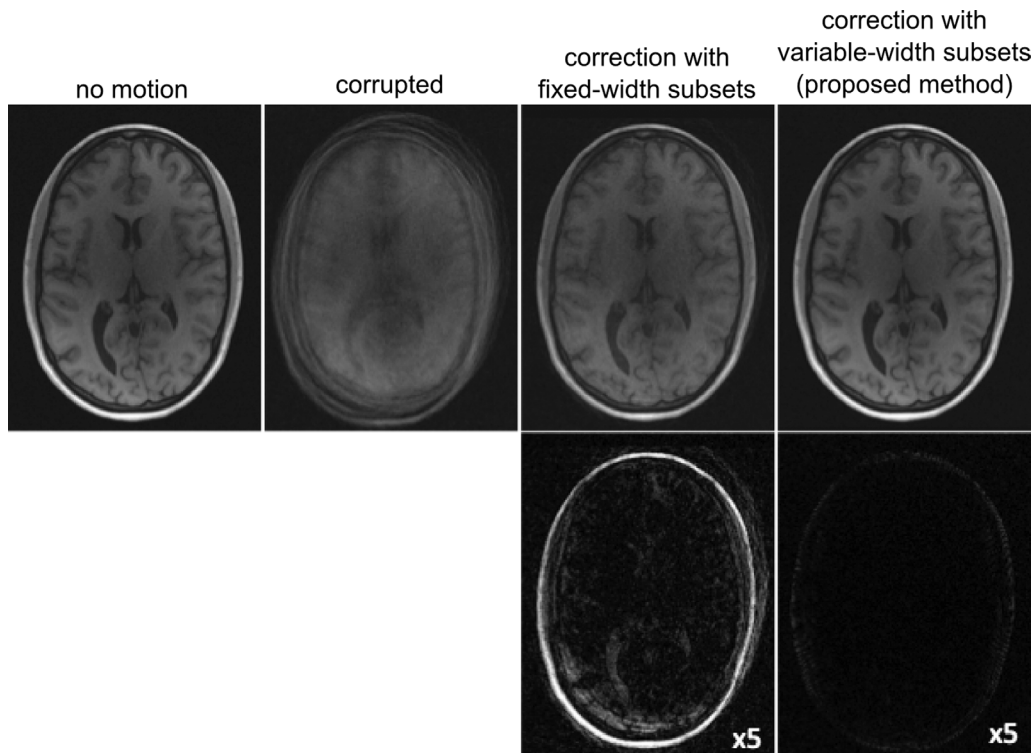 no motion
corrupted
correction with
fixed-width subsets
correction with
variable-width subsets
(proposed method)
x5
x5